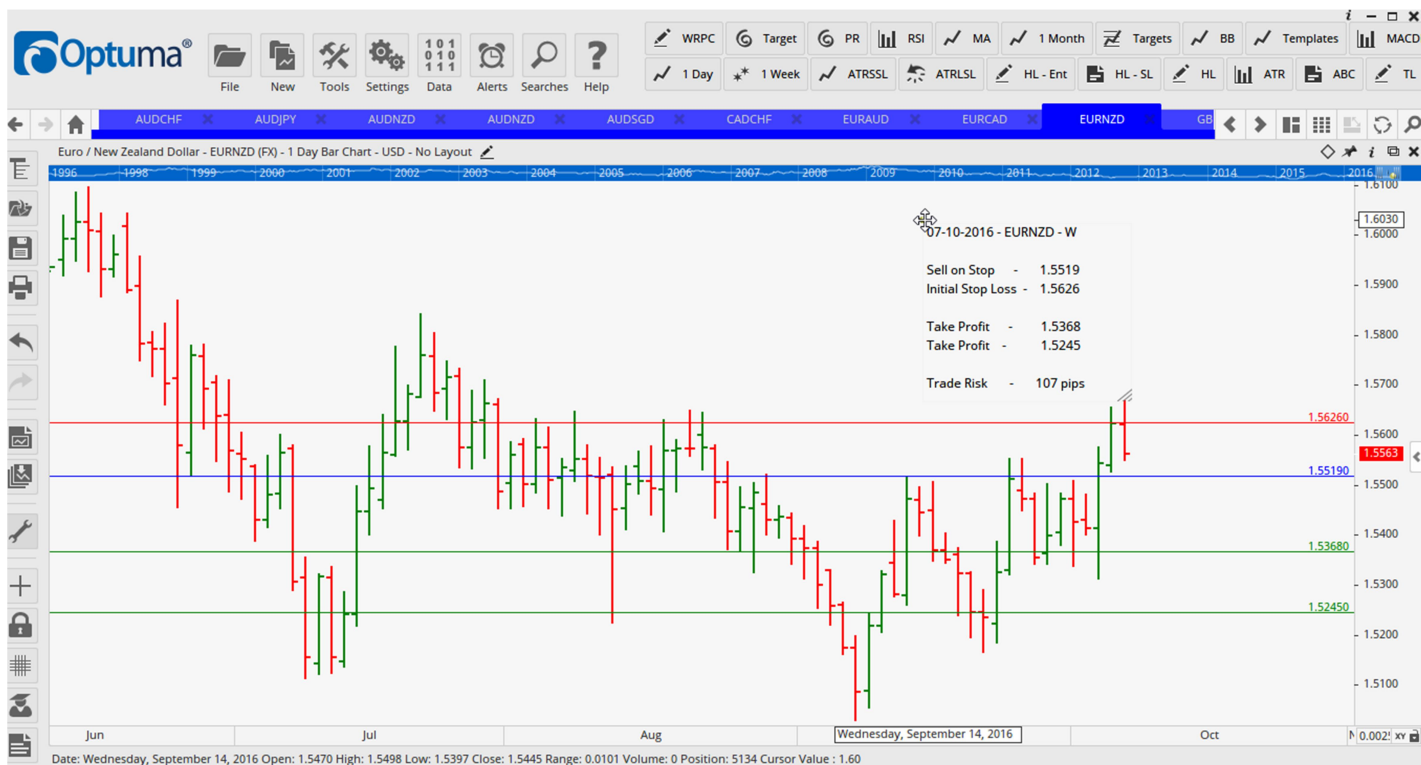 i
Optuma®
File New Tools Settings Data Alerts Searches Help
WRPC Target PR RSI MA 1 Month Targets BB Templates MACD
1 Day 1 Week ATRSSL ATRLSL HL - Ent HL - SL HL ATR ABC TL
AUDCHF AUDJPY AUDNZD AUDNZD AUDSGD CADCHF EURAUD EURCAD EURNZD GB
Euro / New Zealand Dollar - EURNZD (FX) - 1 Day Bar Chart - USD - No Layout
1996 1998 1999 2000 2001 2002 2003 2004 2005 2006 2007 2008 2009 2010 2011 2012 2013 2014 2015 2016
1.6100
1.6030
1.6000
07-10-2016 - EURNZD - W
Sell on Stop - 1.5519
1.5900
Initial Stop Loss - 1.5626
Take Profit - 1.5368
1.5800
Take Profit - 1.5245
Trade Risk - 107 pips
1.5700
1.56260
1.5600
1.5563
1.55190
1.5500
1.5400
1.53680
1.5300
1.52450
1.5200
1.5100
Jun Jul Aug Wednesday, September 14, 2016 Oct N 0.0025 XY
Date: Wednesday, September 14, 2016 Open: 1.5470 High: 1.5498 Low: 1.5397 Close: 1.5445 Range: 0.0101 Volume: 0 Position: 5134 Cursor Value : 1.60